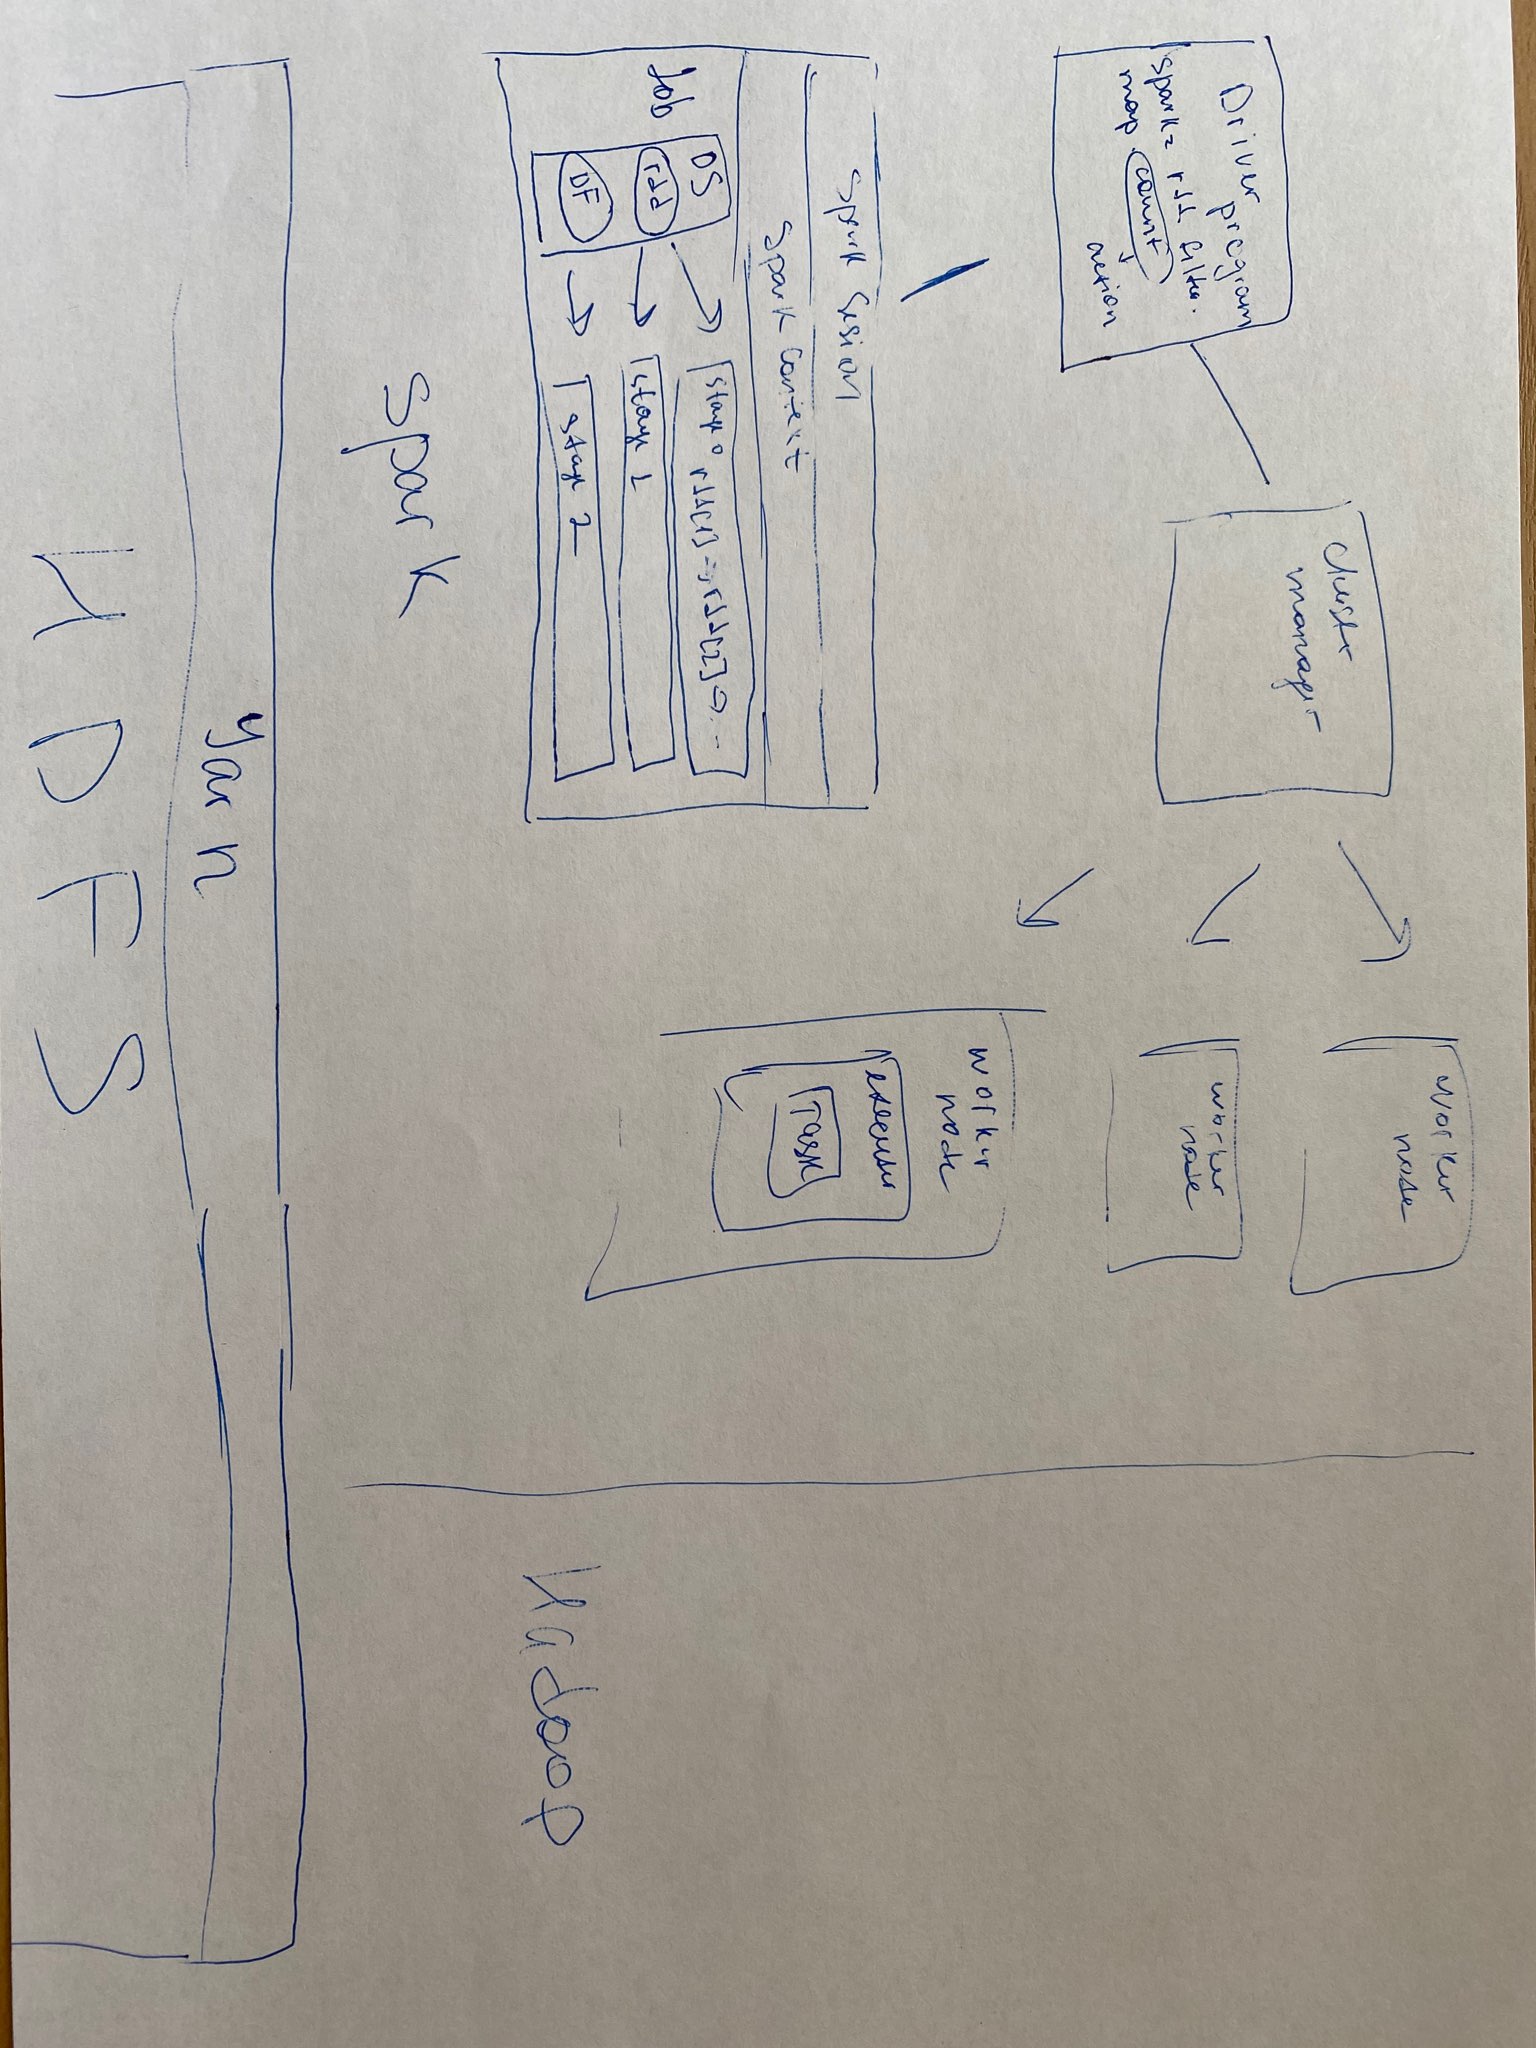 Driver program
spark= rdd filter.
map. count
action
cluster
manager
worker
node
worker
node
worker
node
executor
Task
Spark Session
Spark Context
Job
DS
rdd
DF
stage 0 rdd[1] => rdd[2] => ...
stage 1
stage 2
Spark
Hadoop
Yarn
HDFS